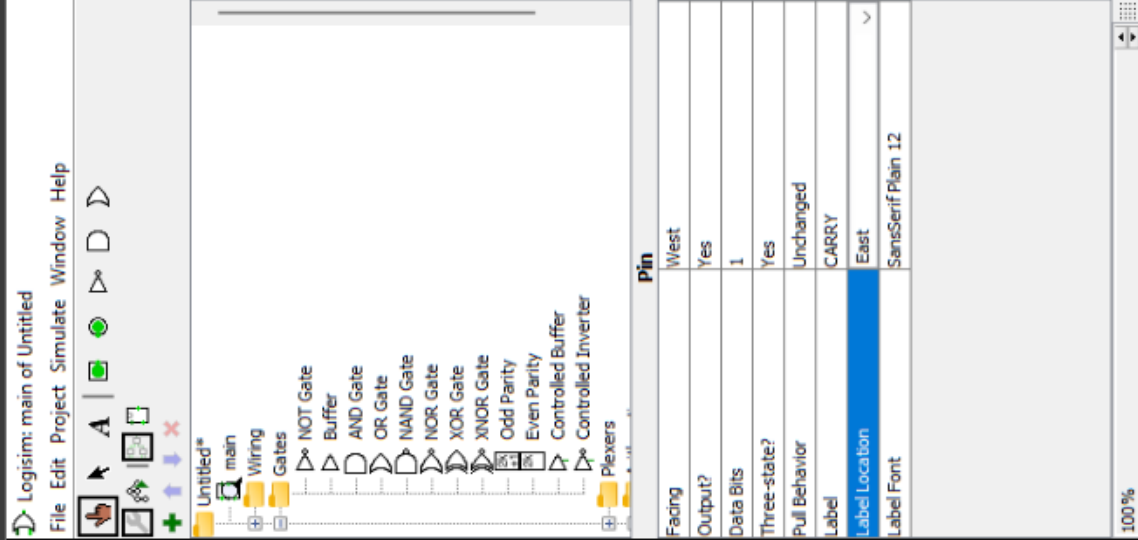 Logisim: main of Untitled
File Edit Project Simulate Window Help
A
Untitled*
main
Wiring
Gates
NOT Gate
Buffer
AND Gate
OR Gate
NAND Gate
NOR Gate
XOR Gate
XNOR Gate
Odd Parity
Even Parity
Controlled Buffer
Controlled Inverter
Plexers
Pin
Facing West
Output? Yes
Data Bits 1
Three-state? Yes
Pull Behavior Unchanged
Label CARRY
Label Location East
Label Font SansSerif Plain 12
100%